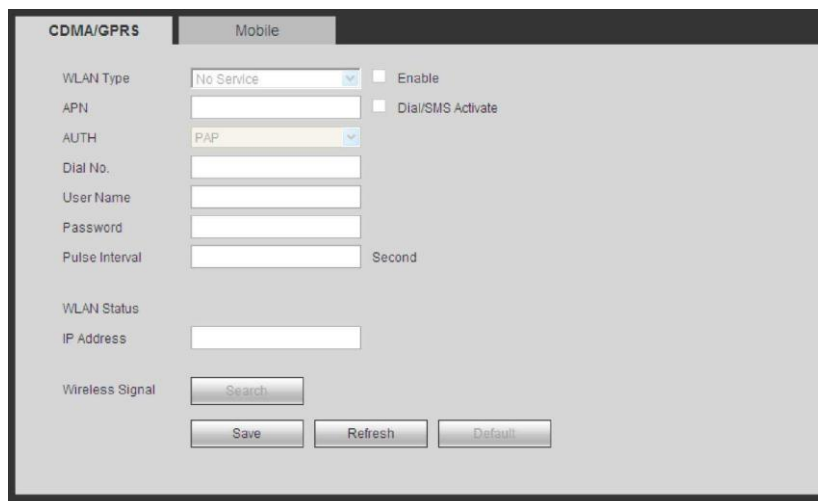 CDMA/GPRS Mobile
WLAN Type No Service Enable
APN Dial/SMS Activate
AUTH PAP
Dial No.
User Name
Password
Pulse Interval Second
WLAN Status
IP Address
Wireless Signal Search
Save Refresh Default